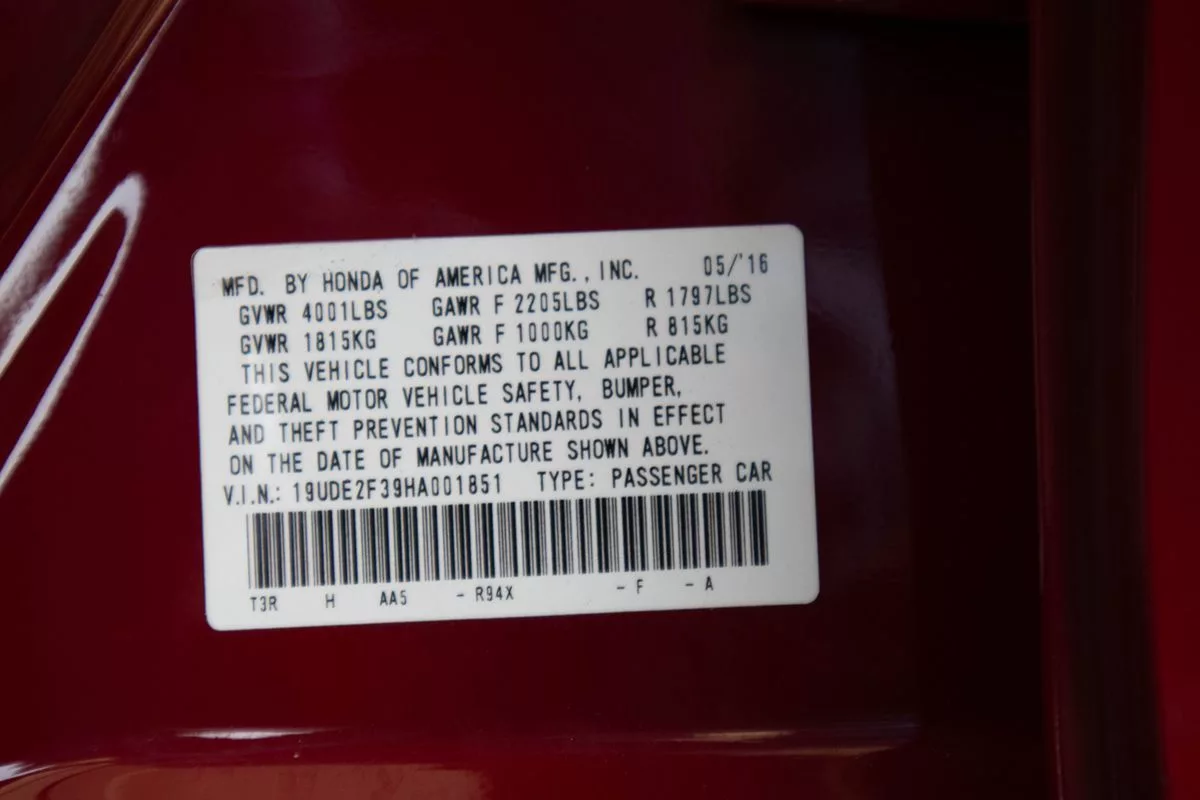 MFD. BY HONDA OF AMERICA MFG., INC. 05/'16
GVWR 4001LBS GAWR F 2205LBS R 1797LBS
GVWR 1815KG GAWR F 1000KG R 815KG
THIS VEHICLE CONFORMS TO ALL APPLICABLE
FEDERAL MOTOR VEHICLE SAFETY, BUMPER,
AND THEFT PREVENTION STANDARDS IN EFFECT
ON THE DATE OF MANUFACTURE SHOWN ABOVE.
V.I.N.: 19UDE2F39HA001851 TYPE: PASSENGER CAR
T3R H AA5 - R94X - F - A